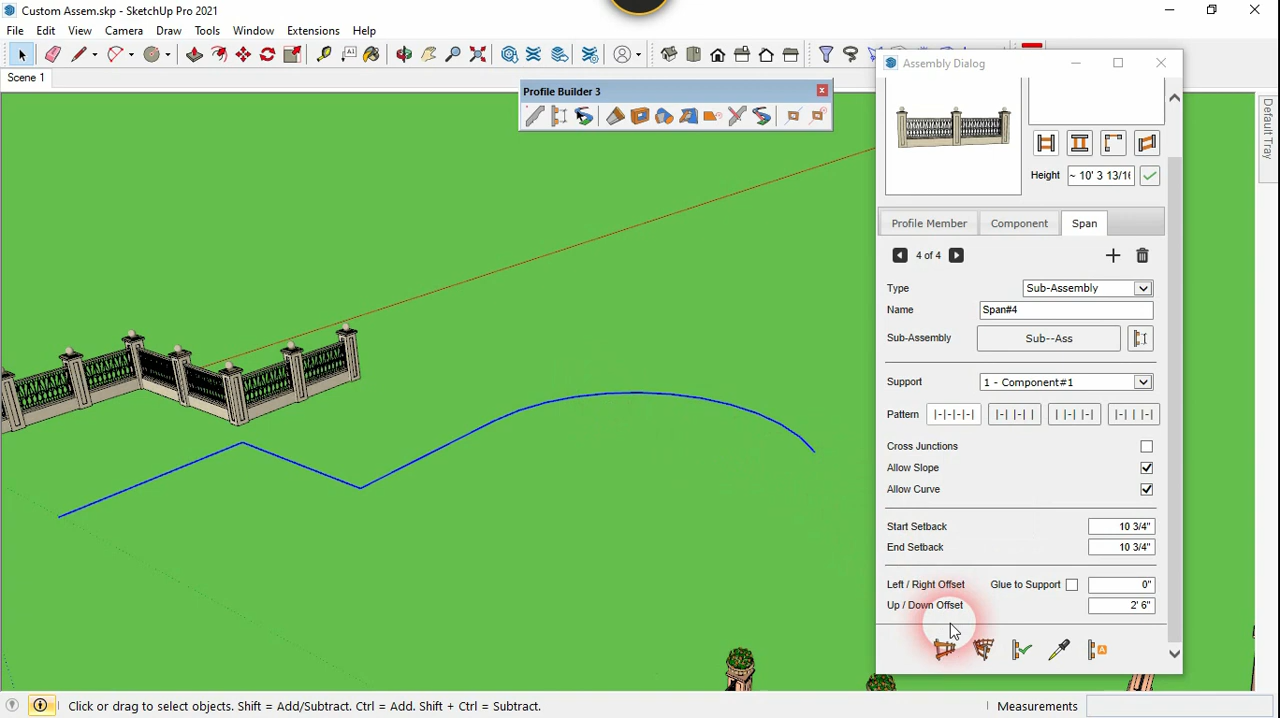 Custom Assem.skp - SketchUp Pro 2021
File Edit View Camera Draw Tools Window Extensions Help
Scene 1
Profile Builder 3
Assembly Dialog
Default Tray
Height ~ 10' 3 13/16
Profile Member Component Span
4 of 4
Type Sub-Assembly
Name Span#4
Sub-Assembly Sub--Ass
Support 1 - Component#1
Pattern
Cross Junctions
Allow Slope
Allow Curve
Start Setback 10 3/4"
End Setback 10 3/4"
Left / Right Offset Glue to Support 0"
Up / Down Offset 2' 6"
Click or drag to select objects. Shift = Add/Subtract. Ctrl = Add. Shift + Ctrl = Subtract.
Measurements